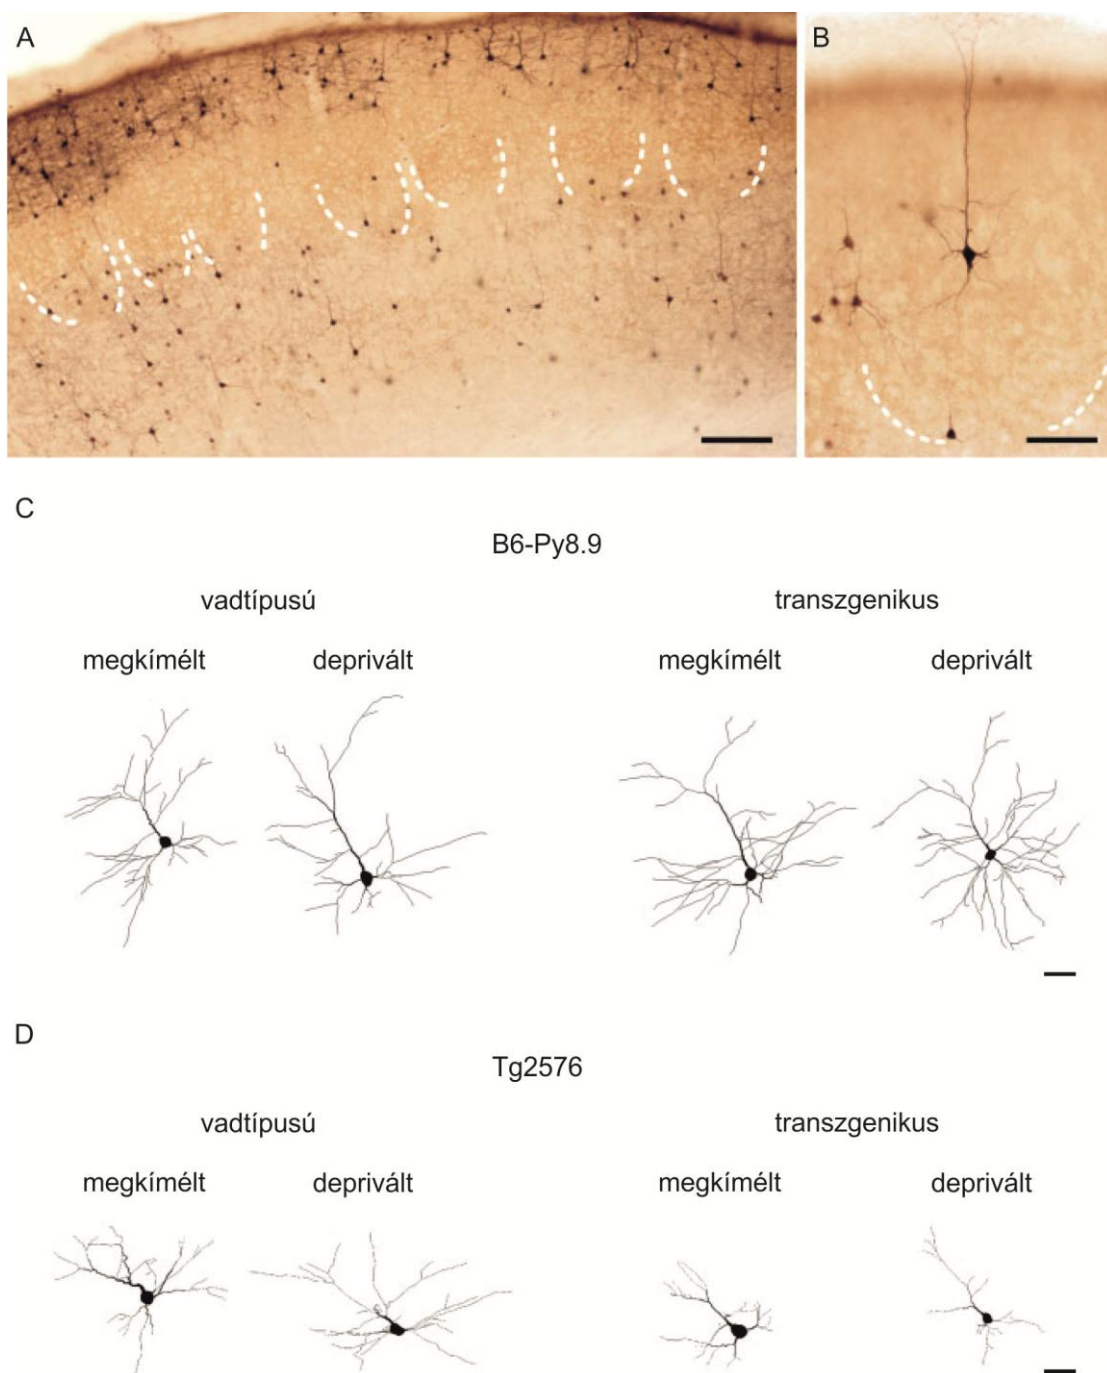 A
B
C
B6-Py8.9
vadtípusú transzgenikus
megkímélt deprivált megkímélt deprivált
D
Tg2576
vadtípusú transzgenikus
megkímélt deprivált megkímélt deprivált